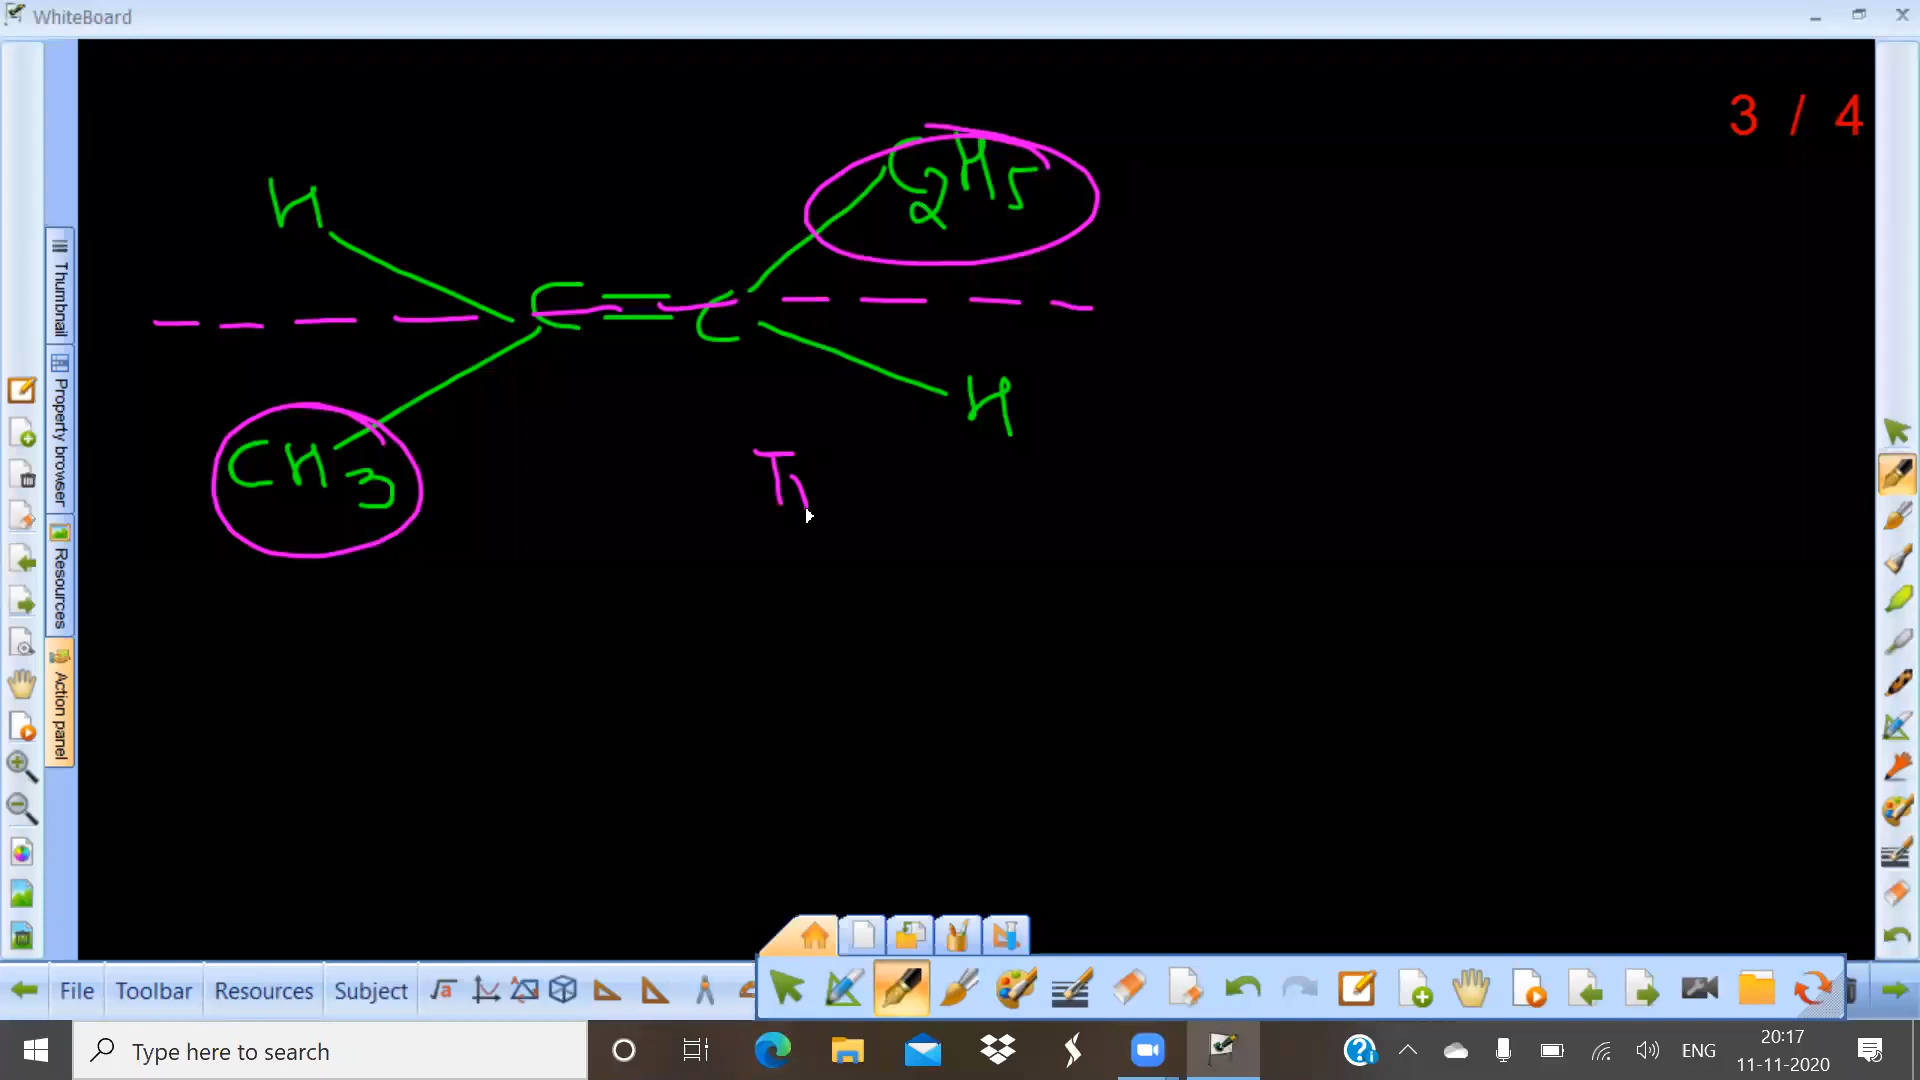 WhiteBoard
3 / 4
H
C2H5
C = C
CH3
H
Tr
Thumbnail
Property browser
Resources
Action panel
File
Toolbar
Resources
Subject
Type here to search
ENG
20:17
11-11-2020